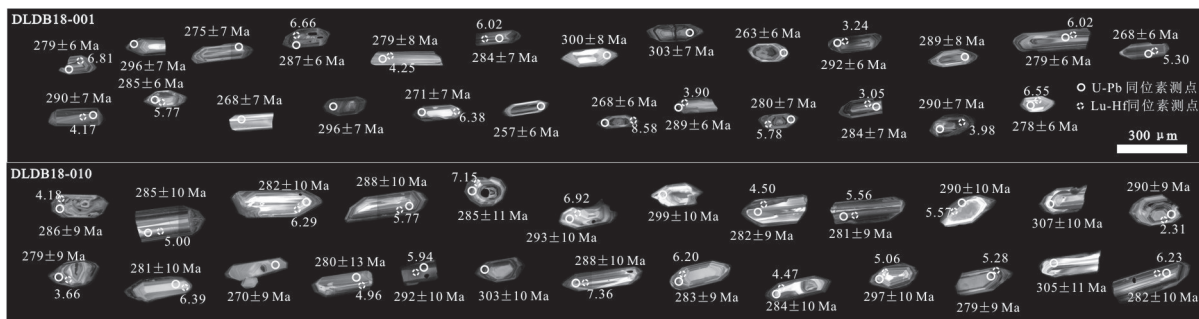 DLDB18-001
279±6 Ma
6.81
296±7 Ma
275±7 Ma
6.66
287±6 Ma
279±8 Ma
4.25
6.02
284±7 Ma
300±8 Ma
303±7 Ma
263±6 Ma
3.24
292±6 Ma
289±8 Ma
6.02
279±6 Ma
268±6 Ma
5.30
290±7 Ma
4.17
285±6 Ma
5.77
268±7 Ma
296±7 Ma
271±7 Ma
6.38
257±6 Ma
268±6 Ma
8.58
3.90
289±6 Ma
280±7 Ma
5.78
3.05
284±7 Ma
290±7 Ma
3.98
6.55
278±6 Ma
U-Pb同位素测点
Lu-Hf同位素测点
300 μm
DLDB18-010
4.18
286±9 Ma
285±10 Ma
5.00
282±10 Ma
6.29
288±10 Ma
5.77
7.15
285±11 Ma
6.92
293±10 Ma
299±10 Ma
4.50
282±9 Ma
5.56
281±9 Ma
290±10 Ma
5.57
307±10 Ma
290±9 Ma
2.31
279±9 Ma
3.66
281±10 Ma
6.39
270±9 Ma
280±13 Ma
4.96
5.94
292±10 Ma
303±10 Ma
288±10 Ma
7.36
6.20
283±9 Ma
4.47
284±10 Ma
5.06
297±10 Ma
5.28
279±9 Ma
305±11 Ma
6.23
282±10 Ma